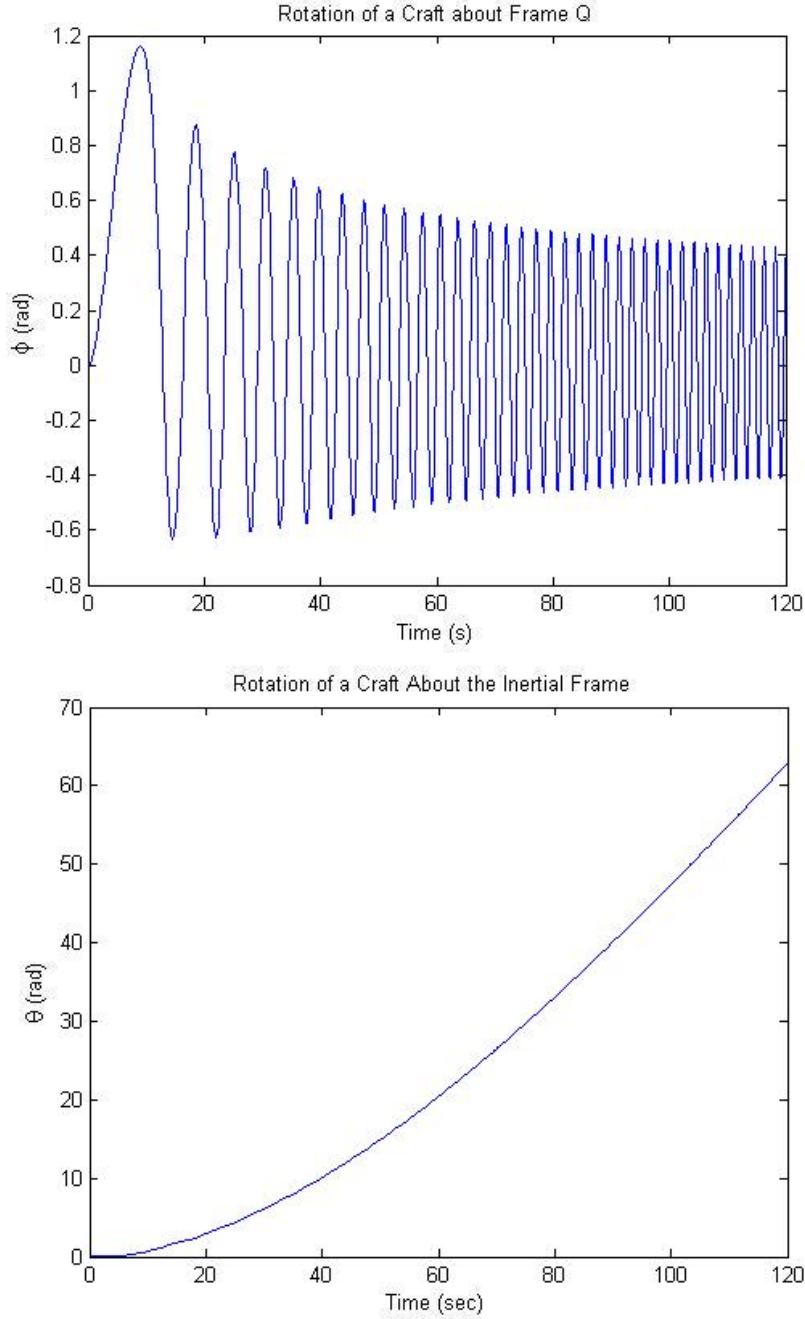 Rotation of a Craft about Frame Q
1.2
1
0.8
0.6
0.4
0.2
0
-0.2
-0.4
-0.6
-0.8
ϕ (rad)
0 20 40 60 80 100 120
Time (s)
Rotation of a Craft About the Inertial Frame
70
60
50
40
30
20
10
0
θ (rad)
0 20 40 60 80 100 120
Time (sec)